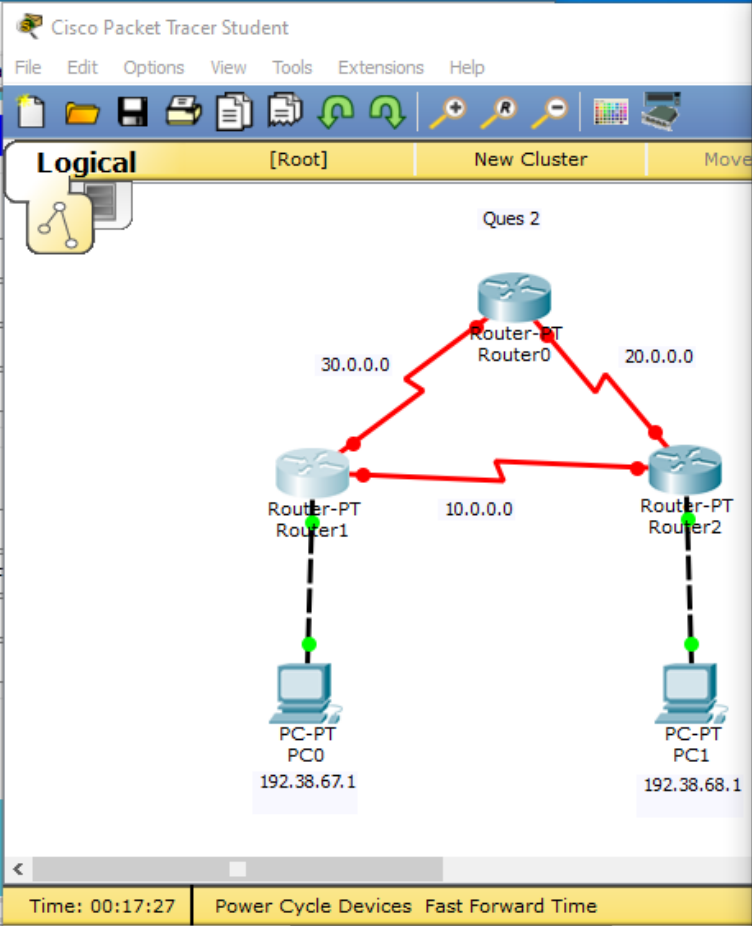 Cisco Packet Tracer Student
File Edit Options View Tools Extensions Help
R
Logical [Root] New Cluster Move
Ques 2
Router-PT
Router0
30.0.0.0
20.0.0.0
Router-PT
Router1
10.0.0.0
Router-PT
Router2
PC-PT
PC0
192.38.67.1
PC-PT
PC1
192.38.68.1
Time: 00:17:27 Power Cycle Devices Fast Forward Time